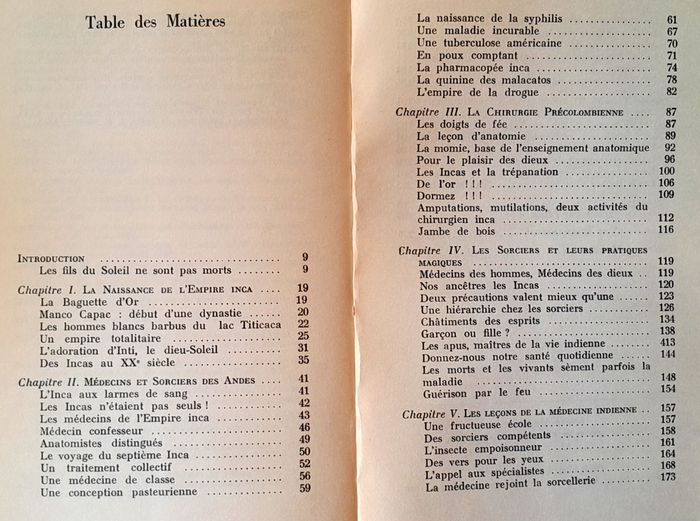 Table des Matières
INTRODUCTION ........ 9
Les fils du Soleil ne sont pas morts ........ 9
Chapitre I. LA NAISSANCE DE L'EMPIRE INCA .... 19
La Baguette d'Or ........ 19
Manco Capac : début d'une dynastie ........ 20
Les hommes blancs barbus du lac Titicaca 22
Un empire totalitaire ........ 25
L'adoration d'Inti, le dieu-Soleil ........ 31
Des Incas au XXe siècle ........ 35
Chapitre II. MÉDECINS ET SORCIERS DES ANDES .... 41
L'Inca aux larmes de sang ........ 41
Les Incas n'étaient pas seuls ! ........ 42
Les médecins de l'Empire inca ........ 43
Médecin confesseur ........ 46
Anatomistes distingués ........ 49
Le voyage du septième Inca ........ 50
Un traitement collectif ........ 52
Une médecine de classe ........ 56
Une conception pasteurienne ........ 59
La naissance de la syphilis ........ 61
Une maladie incurable ........ 67
Une tuberculose américaine ........ 70
En poux comptant ........ 71
La pharmacopée inca ........ 74
La quinine des malacatos ........ 78
L'empire de la drogue ........ 82
Chapitre III. LA CHIRURGIE PRÉCOLOMBIENNE .... 87
Les doigts de fée ........ 87
La leçon d'anatomie ........ 89
La momie, base de l'enseignement anatomique 92
Pour le plaisir des dieux ........ 96
Les Incas et la trépanation ........ 100
De l'or ! ! ! ........ 106
Dormez ! ! ! ........ 109
Amputations, mutilations, deux activités du
chirurgien inca ........ 112
Jambe de bois ........ 116
Chapitre IV. LES SORCIERS ET LEURS PRATIQUES
MAGIQUES ........ 119
Médecins des hommes, Médecins des dieux .. 119
Nos ancêtres les Incas ........ 120
Deux précautions valent mieux qu'une ........ 123
Une hiérarchie chez les sorciers ........ 126
Châtiments des esprits ........ 134
Garçon ou fille ? ........ 138
Les apus, maîtres de la vie indienne ........ 413
Donnez-nous notre santé quotidienne ........ 144
Les morts et les vivants sèment parfois la
maladie ........ 148
Guérison par le feu ........ 154
Chapitre V. LES LEÇONS DE LA MÉDECINE INDIENNE .. 157
Une fructueuse école ........ 157
Des sorciers compétents ........ 158
L'insecte empoisonneur ........ 161
Des vers pour les yeux ........ 164
L'appel aux spécialistes ........ 168
La médecine rejoint la sorcellerie ........ 173